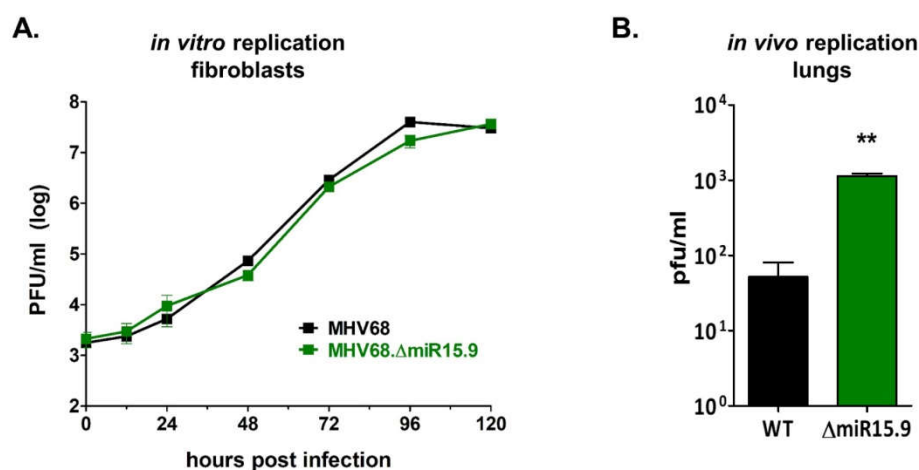 A.
in vitro replication
fibroblasts
PFU/ml (log)
8
7
6
5
4
3
2
0
24
48
72
96
120
hours post infection
MHV68
MHV68.ΔmiR15.9
B.
in vivo replication
lungs
pfu/ml
10⁴
10³
10²
10¹
10⁰
**
WT
ΔmiR15.9